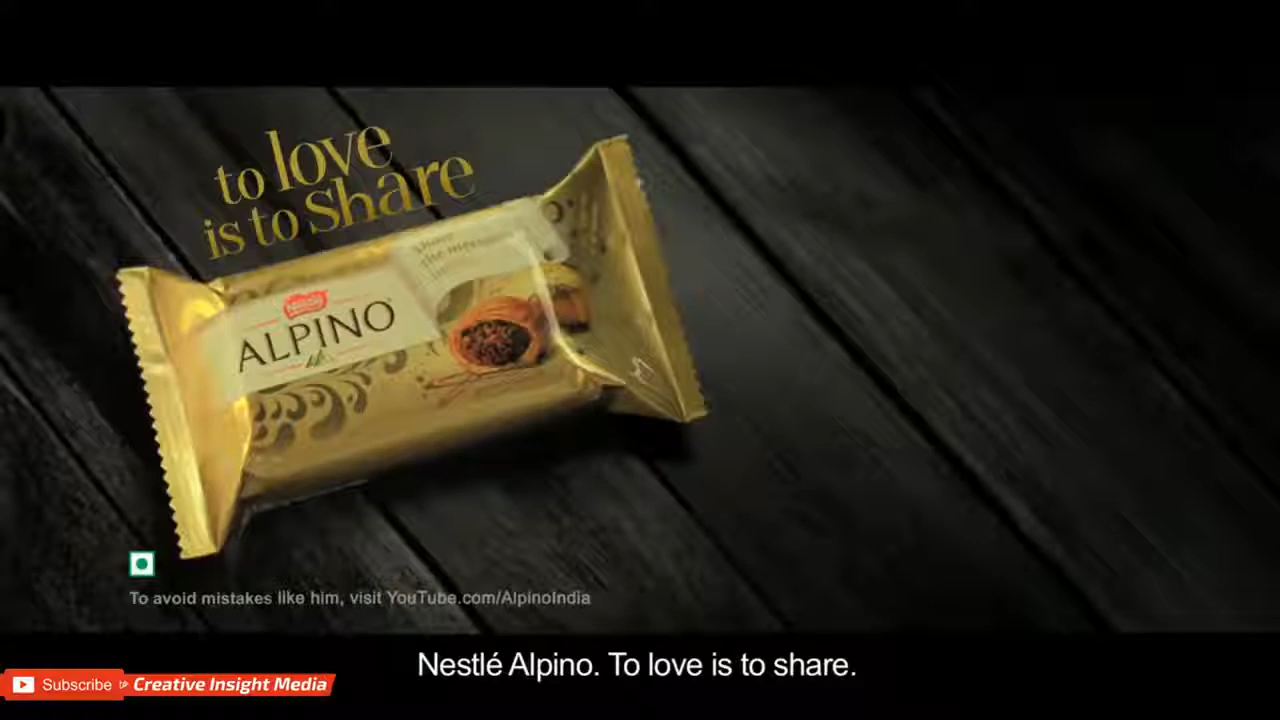 to love
is to Share
Nestlé
ALPINO
To avoid mistakes like him, visit YouTube.com/AlpinoIndia
Nestlé Alpino. To love is to share.
Subscribe
Creative Insight Media